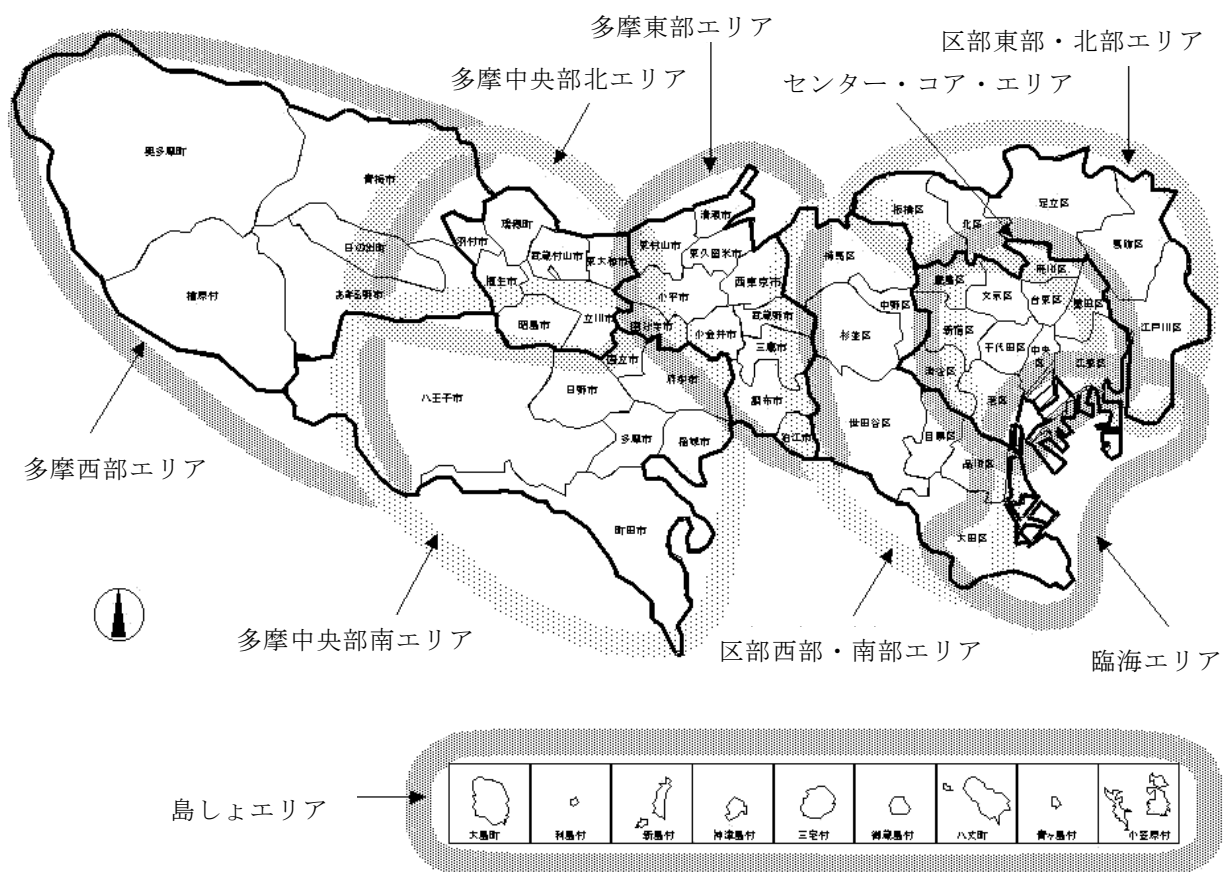 多摩東部エリア
区部東部・北部エリア
多摩中央部北エリア
センター・コア・エリア
奥多摩町
青梅市
日の出町
檜原村
あきる野市
瑞穂町
羽村市
武蔵村山市
東大和市
福生市
昭島市
立川市
清瀬市
東村山市
東久留米市
小平市
西東京市
国分寺市
小金井市
武蔵野市
三鷹市
国立市
府中市
調布市
狛江市
八王子市
日野市
多摩市
稲城市
町田市
板橋区
北区
足立区
葛飾区
練馬区
豊島区
文京区
荒川区
台東区
墨田区
江戸川区
中野区
杉並区
新宿区
千代田区
中央区
江東区
渋谷区
港区
世田谷区
目黒区
品川区
大田区
多摩西部エリア
多摩中央部南エリア
区部西部・南部エリア
臨海エリア
島しょエリア
大島町
利島村
新島村
神津島村
三宅村
御蔵島村
八丈町
青ヶ島村
小笠原村